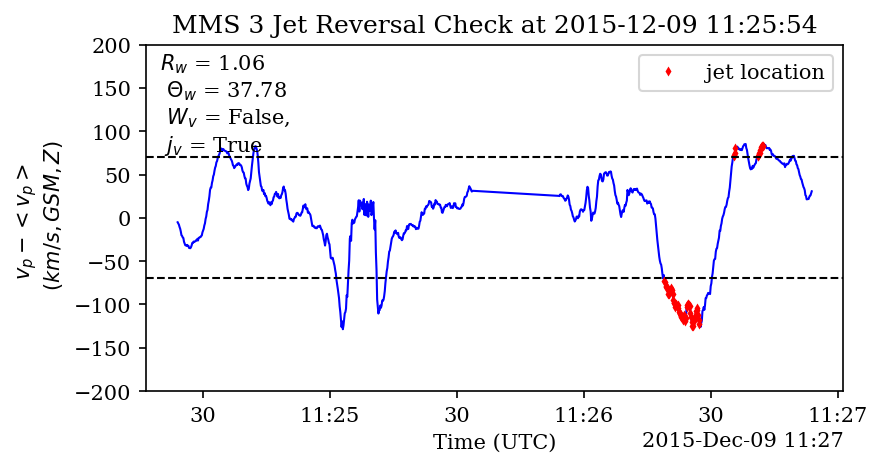 MMS 3 Jet Reversal Check at 2015-12-09 11:25:54
R_w = 1.06
Θ_w = 37.78
W_v = False,
j_v = True
jet location
200
150
100
50
0
−50
−100
−150
−200
v_p − < v_p >
(km/s, GSM, Z)
30
11:25
30
11:26
30
11:27
Time (UTC)
2015-Dec-09 11:27